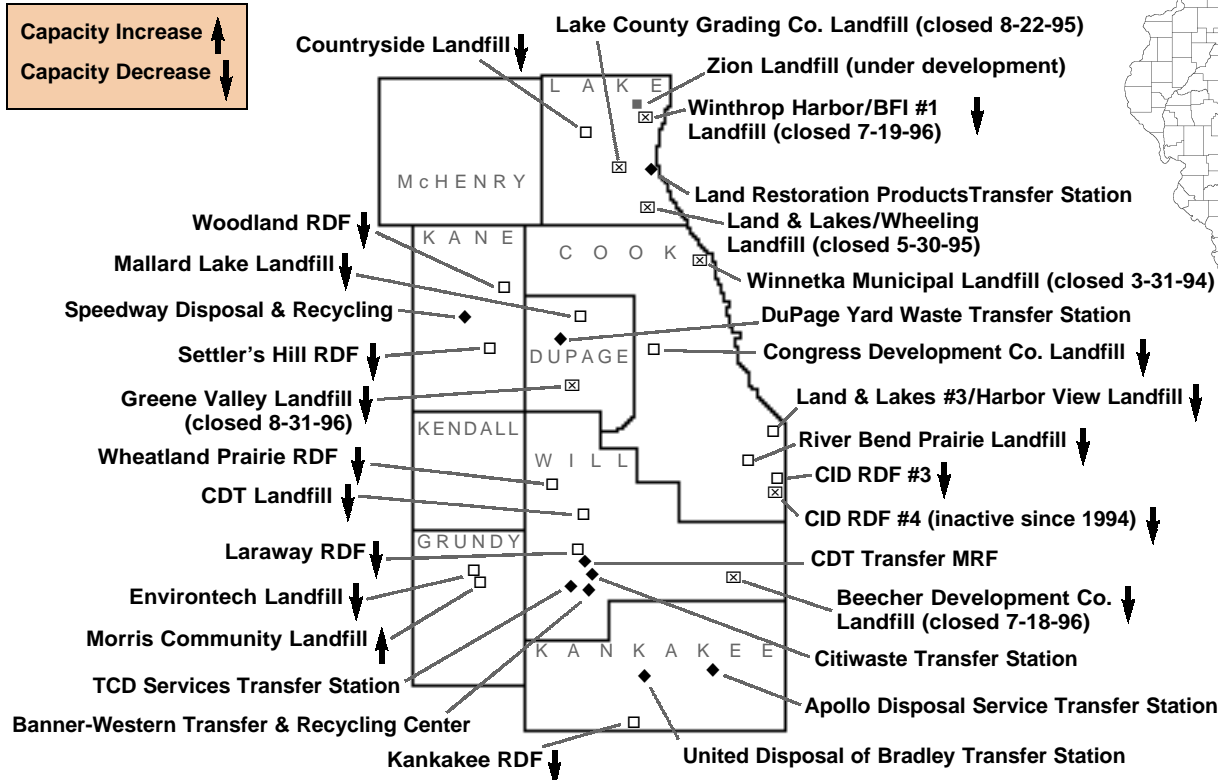 Capacity Increase
Capacity Decrease
Lake County Grading Co. Landfill (closed 8-22-95)
Countryside Landfill
Zion Landfill (under development)
L A K E
Winthrop Harbor/BFI #1
Landfill (closed 7-19-96)
McHENRY
Land Restoration ProductsTransfer Station
Land & Lakes/Wheeling
Landfill (closed 5-30-95)
Woodland RDF
KANE
COOK
Mallard Lake Landfill
Winnetka Municipal Landfill (closed 3-31-94)
Speedway Disposal & Recycling
DuPage Yard Waste Transfer Station
Settler's Hill RDF
DUPAGE
Congress Development Co. Landfill
Greene Valley Landfill
(closed 8-31-96)
Land & Lakes #3/Harbor View Landfill
KENDALL
River Bend Prairie Landfill
Wheatland Prairie RDF
WILL
CID RDF #3
CDT Landfill
CID RDF #4 (inactive since 1994)
GRUNDY
Laraway RDF
CDT Transfer MRF
Environtech Landfill
Beecher Development Co.
Landfill (closed 7-18-96)
Morris Community Landfill
KANKAKEE
Citiwaste Transfer Station
TCD Services Transfer Station
Apollo Disposal Service Transfer Station
Banner-Western Transfer & Recycling Center
Kankakee RDF
United Disposal of Bradley Transfer Station